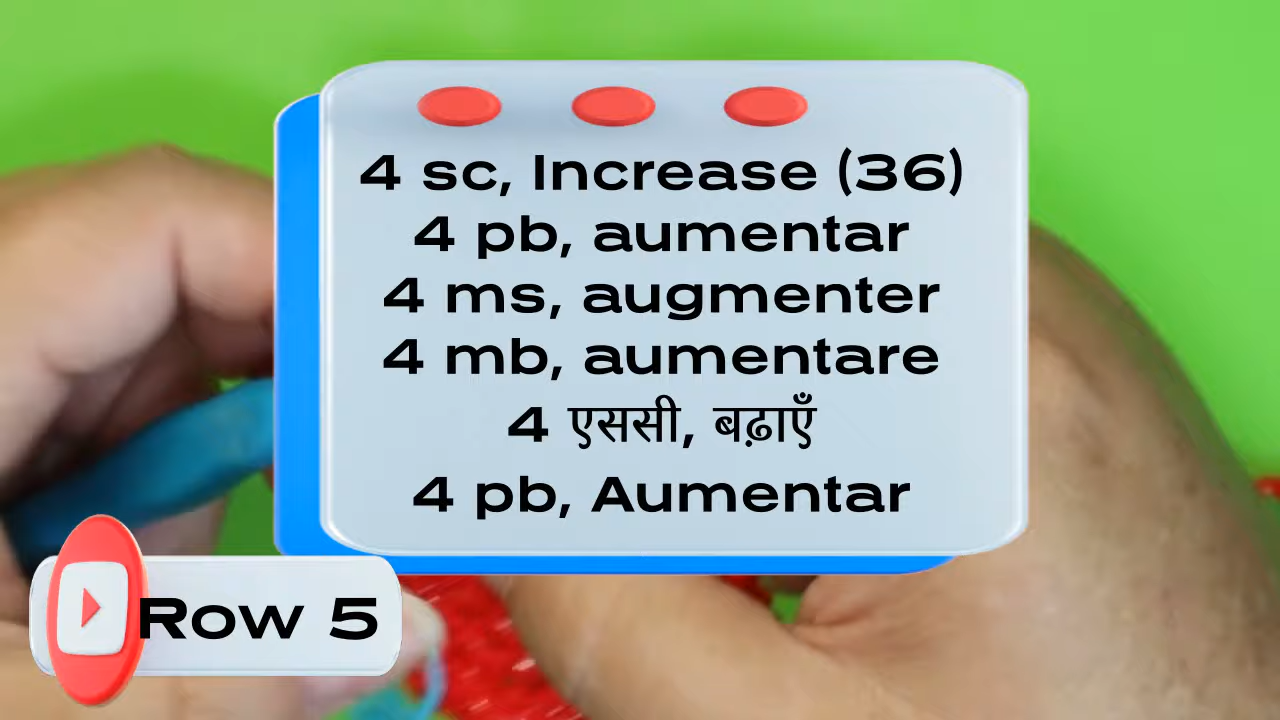 4 sc, Increase (36)
4 pb, aumentar
4 ms, augmenter
4 mb, aumentare
4 एससी, बढ़ाएँ
4 pb, Aumentar
Row 5